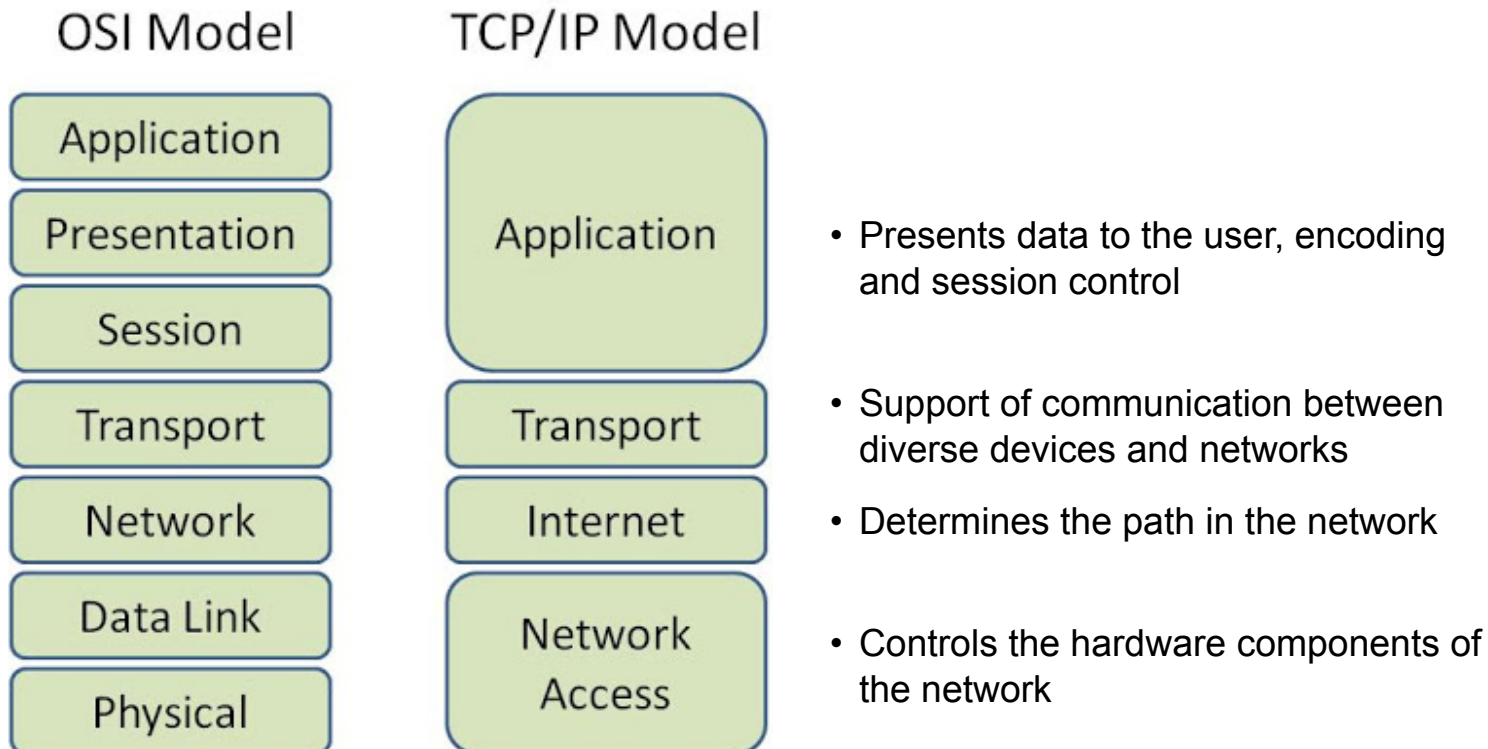 OSI Model
TCP/IP Model
Application
Presentation
Session
Transport
Network
Data Link
Physical
Application
Transport
Internet
Network
Access
• Presents data to the user, encoding
and session control
• Support of communication between
diverse devices and networks
• Determines the path in the network
• Controls the hardware components of
the network